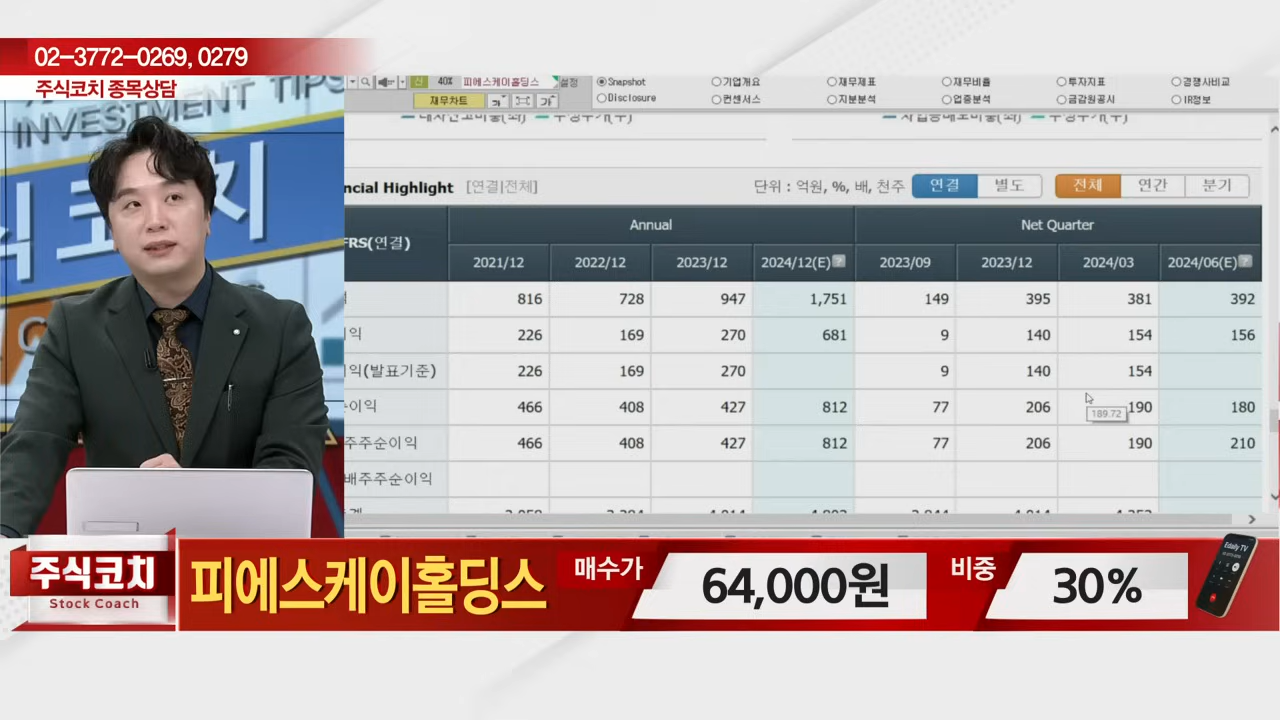 02-3772-0269, 0279
주식코치 종목상담
INVESTMENT TIPS
식코치
40% 피에스케이홀딩스 설정
재무차트
Snapshot 기업개요 재무제표 재무비율 투자지표 경쟁사비교
Disclosure 컨센서스 지분분석 업종분석 금감원공시 IR정보
ncial Highlight [연결|전체] 단위 : 억원, %, 배, 천주 연결 별도 전체 연간 분기
FRS(연결) Annual Net Quarter
2021/12 2022/12 2023/12 2024/12(E) 2023/09 2023/12 2024/03 2024/06(E)
816 728 947 1,751 149 395 381 392
익 226 169 270 681 9 140 154 156
익(발표기준) 226 169 270 9 140 154
순이익 466 408 427 812 77 206 190 180
189.72
주주순이익 466 408 427 812 77 206 190 210
배주주순이익
주식코치
Stock Coach
피에스케이홀딩스 매수가 64,000원 비중 30%
Edaily TV